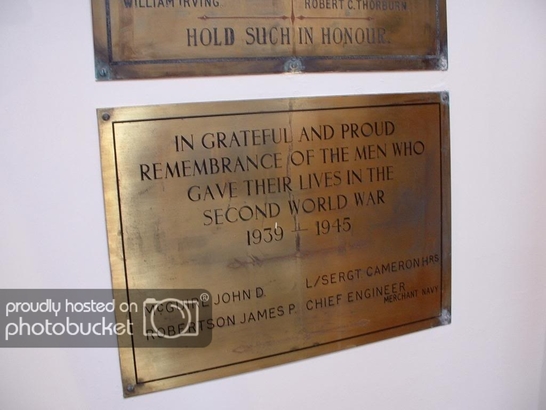 WILLIAM IRVING ROBERT C. THORBURN
HOLD SUCH IN HONOUR.
IN GRATEFUL AND PROUD
REMEMBRANCE OF THE MEN WHO
GAVE THEIR LIVES IN THE
SECOND WORLD WAR
1939 – 1945
McGUIRE JOHN D. L/SERGT CAMERON HRS
ROBERTSON JAMES P. CHIEF ENGINEER
MERCHANT NAVY
proudly hosted on
photobucket